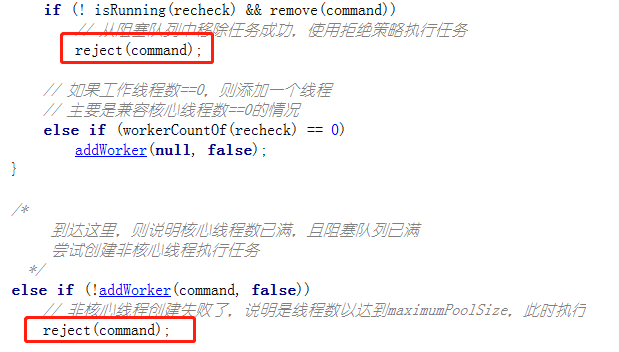 if (! isRunning(recheck) && remove(command))
// 从阻塞队列中移除任务成功，使用拒绝策略执行任务
reject(command);
// 如果工作线程数==0，则添加一个线程
// 主要是兼容核心线程数==0的情况
else if (workerCountOf(recheck) == 0)
addWorker(null, false);
}
/*
到达这里，则说明核心线程数已满，且阻塞队列已满
尝试创建非核心线程执行任务
*/
else if (!addWorker(command, false))
// 非核心线程创建失败了，说明是线程数以达到maximumPoolSize，此时执行
reject(command);